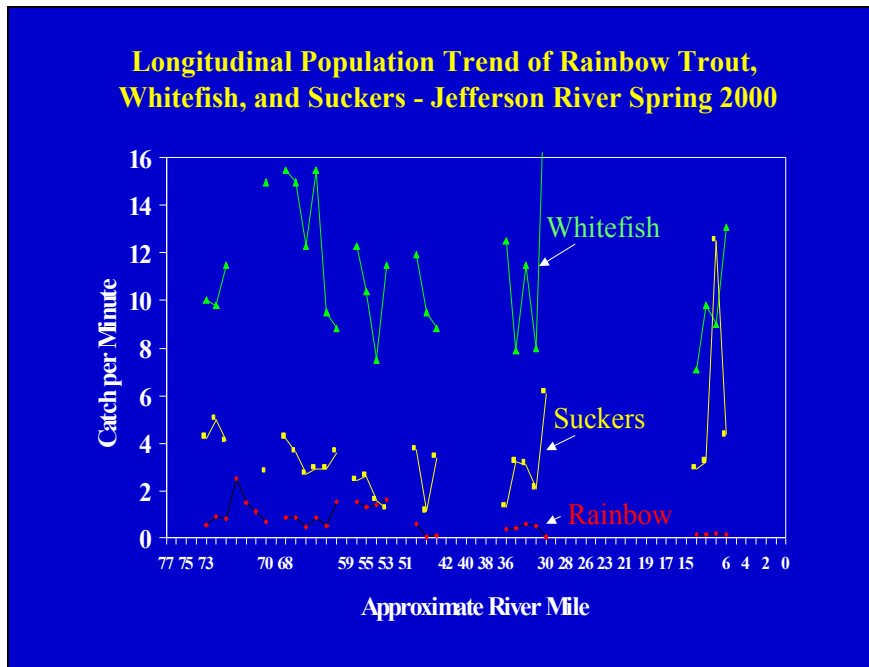 Longitudinal Population Trend of Rainbow Trout,
Whitefish, and Suckers - Jefferson River Spring 2000
16
14
12
10
8
6
4
2
0
Catch per Minute
Whitefish
Suckers
Rainbow
77 75 73 70 68 59 55 53 51 42 40 38 36 30 28 26 23 21 19 17 15 6 4 2 0
Approximate River Mile